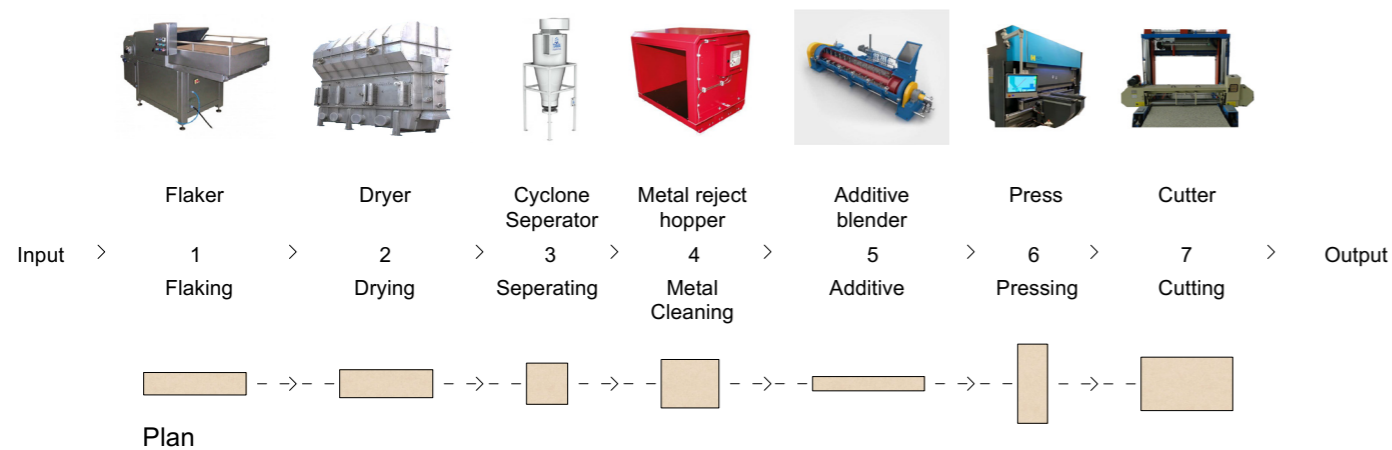 Flaker
Dryer
Cyclone
Seperator
Metal reject
hopper
Additive
blender
Press
Cutter
Input > 1 > 2 > 3 > 4 > 5 > 6 > 7 > Output
Flaking
Drying
Seperating
Metal
Cleaning
Additive
Pressing
Cutting
Plan